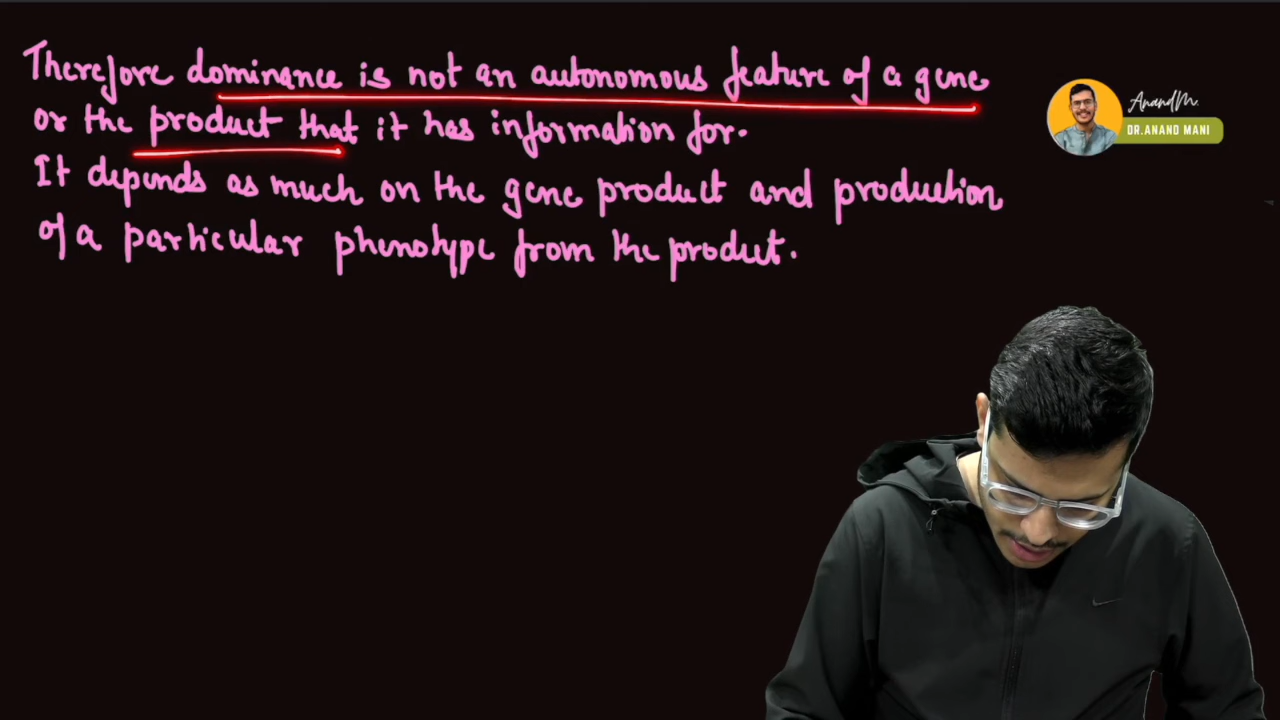 Therefore dominance is not an autonomous feature of a gene
or the product that it has information for.
It depends as much on the gene product and production
of a particular phenotype from the product.
AnandM.
DR.ANAND MANI